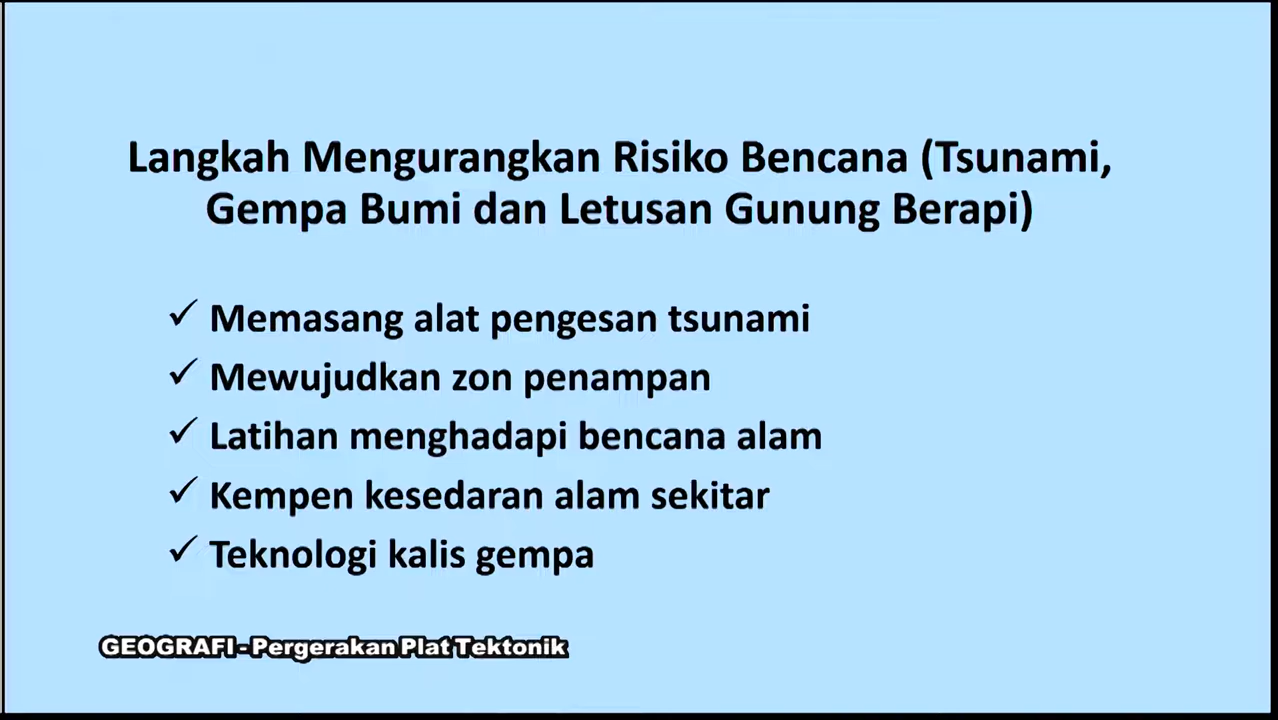 Langkah Mengurangkan Risiko Bencana (Tsunami,
Gempa Bumi dan Letusan Gunung Berapi)
✓ Memasang alat pengesan tsunami
✓ Mewujudkan zon penampan
✓ Latihan menghadapi bencana alam
✓ Kempen kesedaran alam sekitar
✓ Teknologi kalis gempa
GEOGRAFI - Pergerakan Plat Tektonik